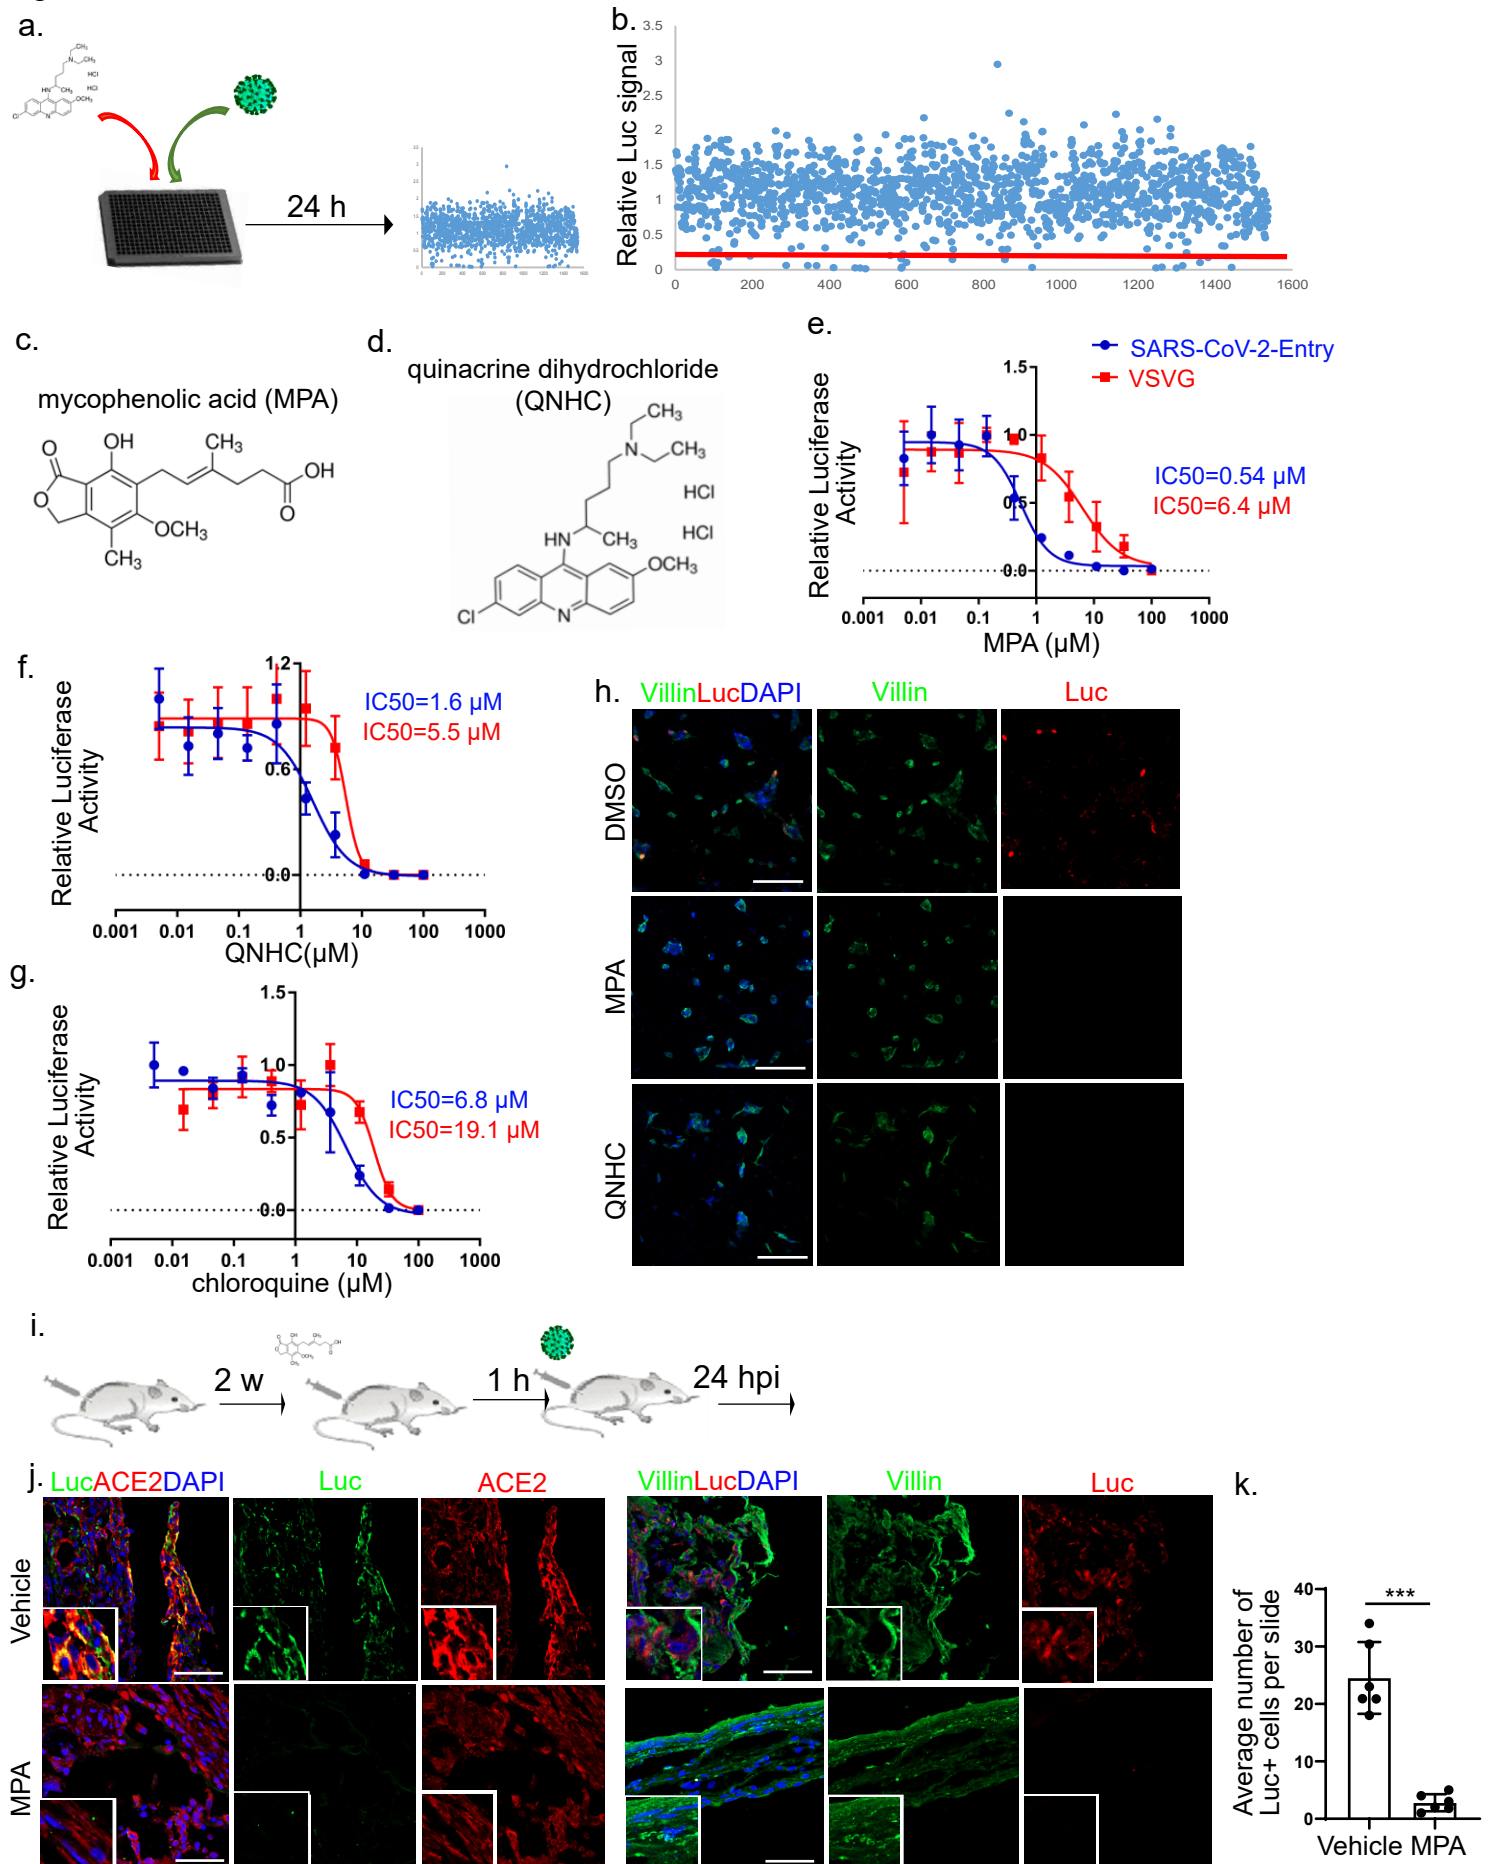 a.
CH₃
N
CH₃
HCl
HCl
HN
CH₃
OCH₃
Cl
N
24 h
b.
Relative Luc signal
3.5
3
2.5
2
1.5
1
0.5
0
0
200
400
600
800
1000
1200
1400
1600
c.
mycophenolic acid (MPA)
O
OH
CH₃
OH
O
O
OCH₃
CH₃
d.
quinacrine dihydrochloride
(QNHC)
CH₃
N
CH₃
HCl
HCl
HN
CH₃
OCH₃
Cl
N
e.
SARS-CoV-2-Entry
VSVG
Relative Luciferase
Activity
1.5
1.0
0.5
0.0
IC50=0.54 µM
IC50=6.4 µM
0.001
0.01
0.1
1
10
100
1000
MPA (µM)
f.
Relative Luciferase
Activity
1.2
0.6
0.0
IC50=1.6 µM
IC50=5.5 µM
0.001
0.01
0.1
1
10
100
1000
QNHC(µM)
g.
Relative Luciferase
Activity
1.5
1.0
0.5
0.0
IC50=6.8 µM
IC50=19.1 µM
0.001
0.01
0.1
1
10
100
1000
chloroquine (µM)
h.
VillinLucDAPI
Villin
Luc
DMSO
MPA
QNHC
i.
2 w
1 h
24 hpi
j.
LucACE2DAPI
Luc
ACE2
VillinLucDAPI
Villin
Luc
Vehicle
MPA
k.
Average number of
Luc+ cells per slide
40
30
20
10
0
***
Vehicle MPA